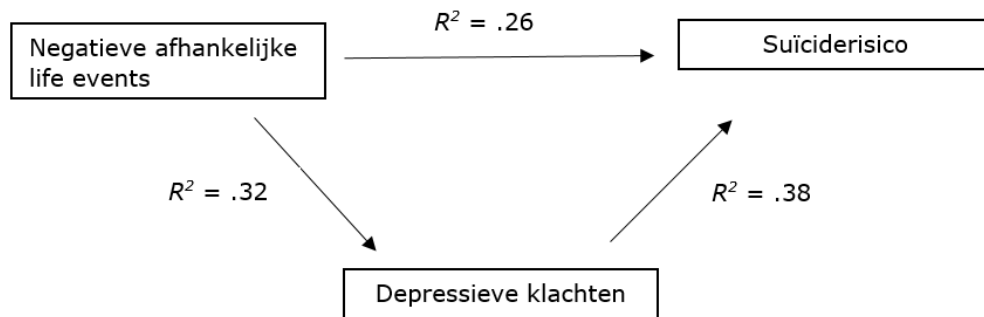 R² = .26
Negatieve afhankelijke
life events
Suïciderisico
R² = .32
R² = .38
Depressieve klachten